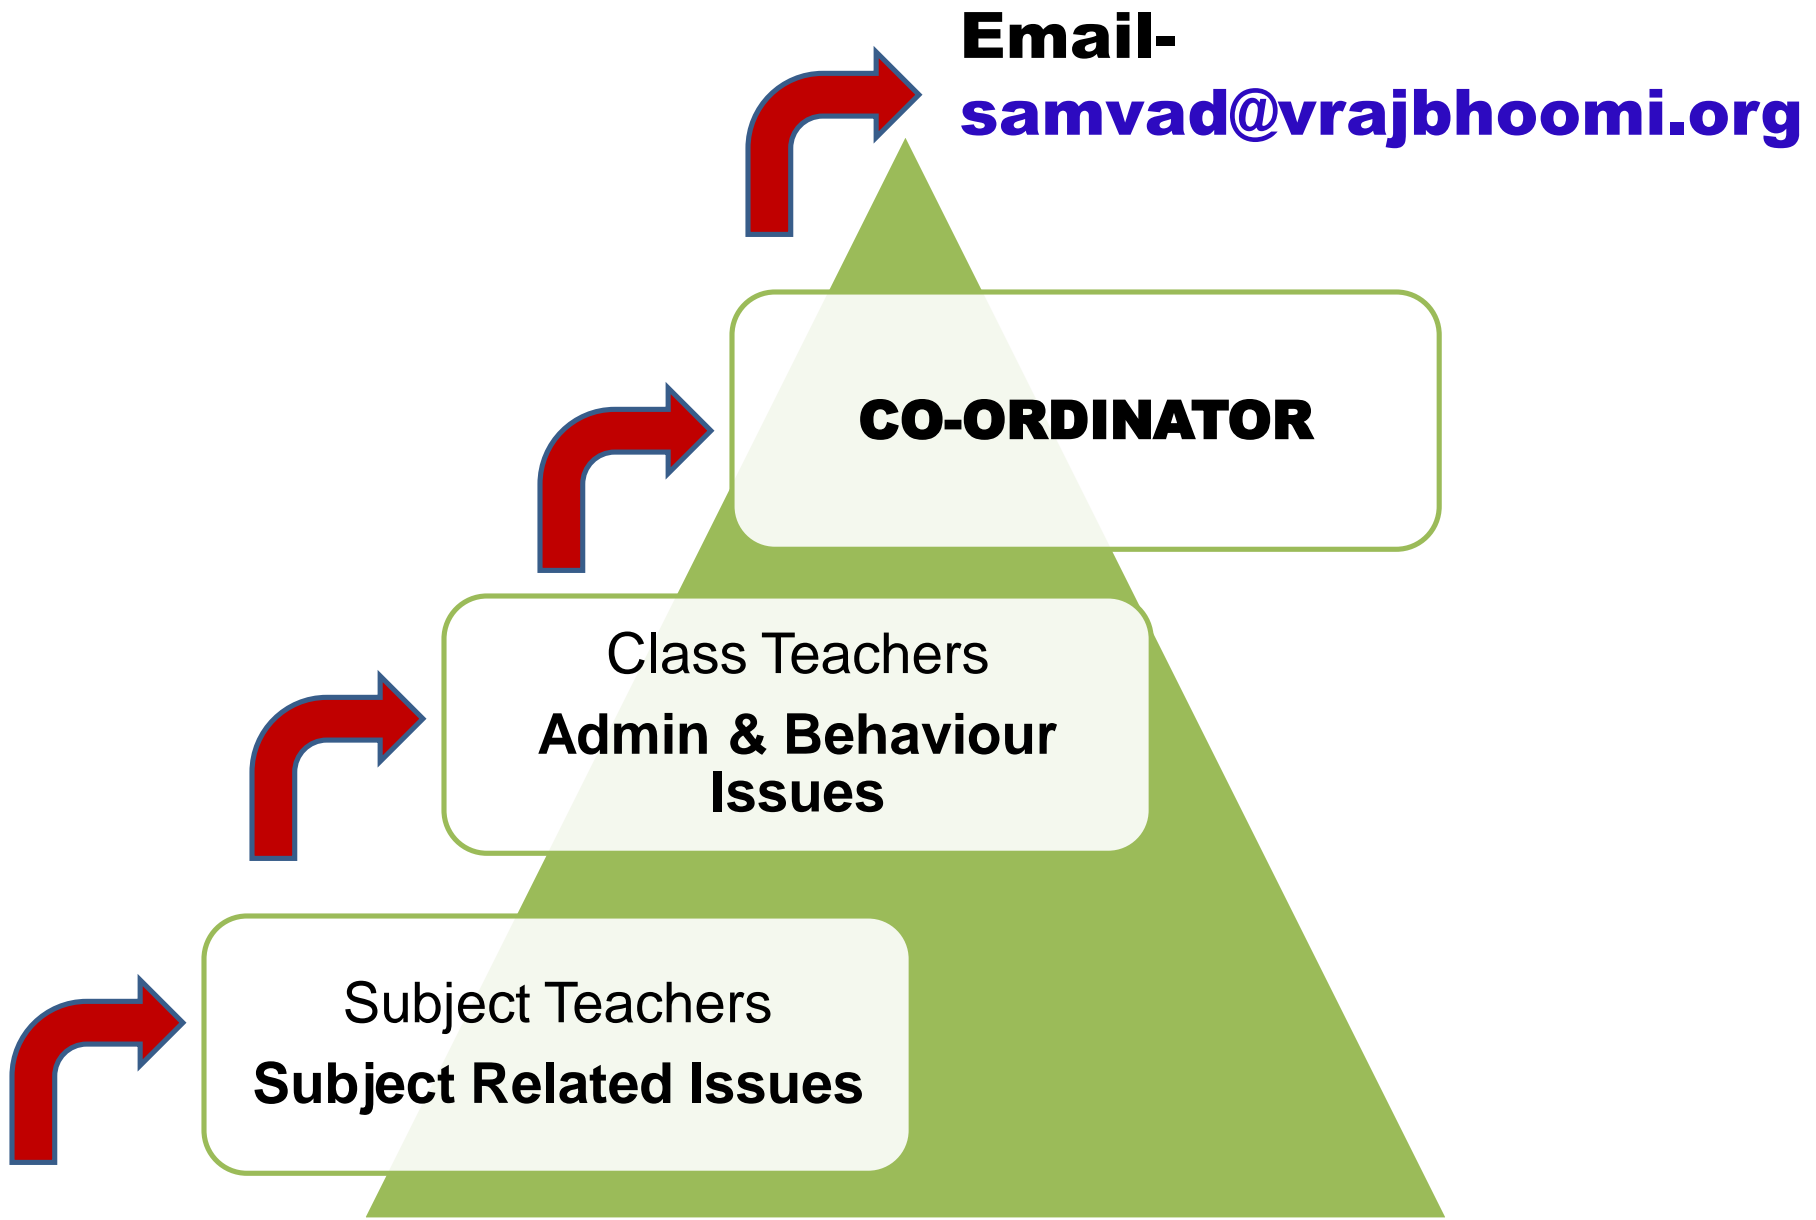 Email-
samvad@vrajbhoomi.org
CO-ORDINATOR
Class Teachers
Admin & Behaviour
Issues
Subject Teachers
Subject Related Issues